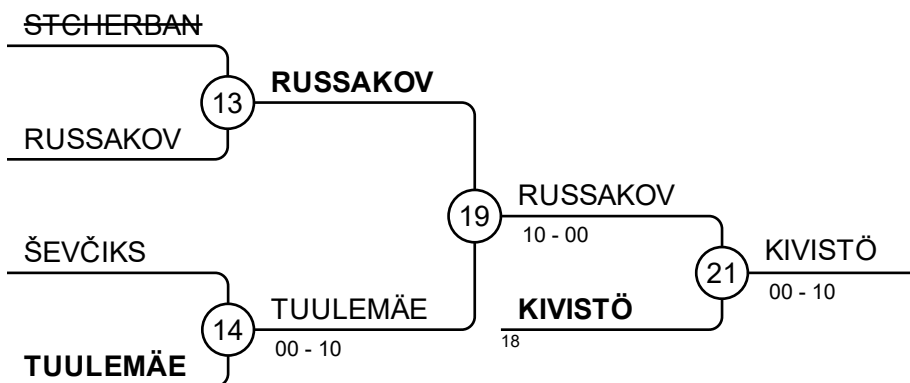 STCHERBAN
13
RUSSAKOV
RUSSAKOV
19
RUSSAKOV
10 - 00
ŠEVČIKS
14
TUULEMÄE
00 - 10
TUULEMÄE
KIVISTÖ
18
21
KIVISTÖ
00 - 10